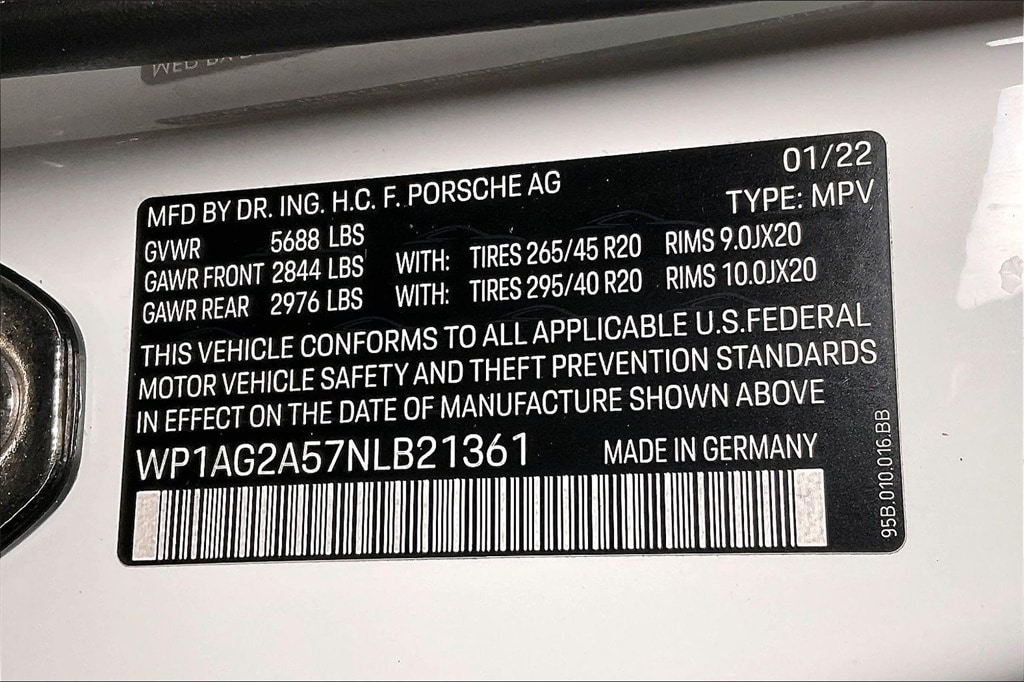 MFD BY DR. ING. H.C. F. PORSCHE AG 01/22
TYPE: MPV
GVWR 5688 LBS
GAWR FRONT 2844 LBS WITH: TIRES 265/45 R20 RIMS 9.0JX20
GAWR REAR 2976 LBS WITH: TIRES 295/40 R20 RIMS 10.0JX20
THIS VEHICLE CONFORMS TO ALL APPLICABLE U.S.FEDERAL
MOTOR VEHICLE SAFETY AND THEFT PREVENTION STANDARDS
IN EFFECT ON THE DATE OF MANUFACTURE SHOWN ABOVE
WP1AG2A57NLB21361 MADE IN GERMANY
95B.010.016.BB